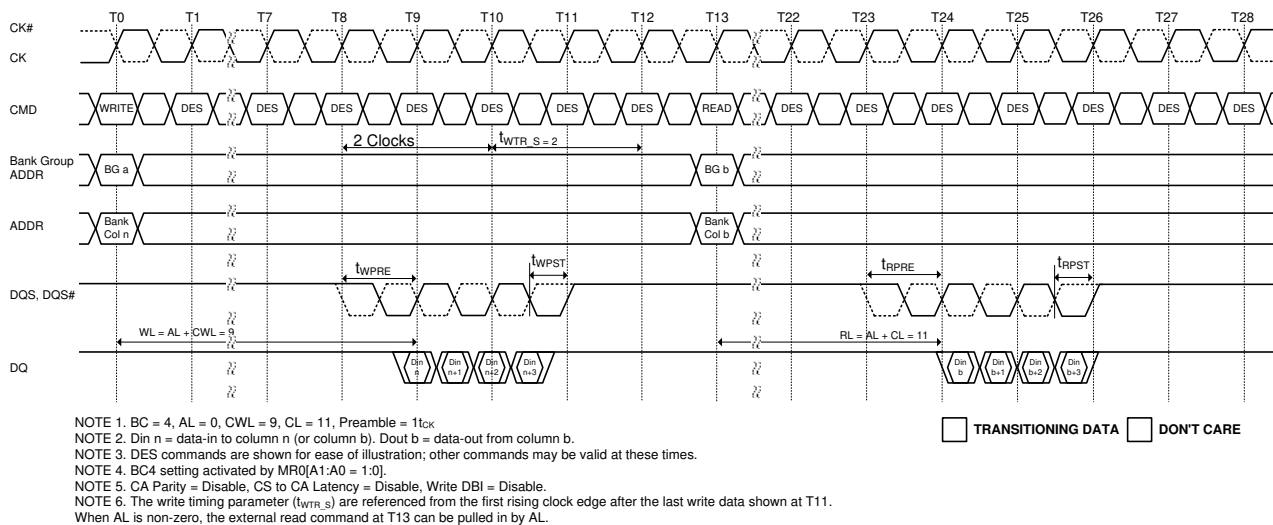 T0 T1 T7 T8 T9 T10 T11 T12 T13 T22 T23 T24 T25 T26 T27 T28
CK#
CK
CMD WRITE DES DES DES DES DES DES DES READ DES DES DES DES DES DES DES
2 Clocks tWTR_S = 2
Bank Group
ADDR
BG a BG b
ADDR
Bank
Col n
Bank
Col b
tWPRE tWPST tRPRE tRPST
DQS, DQS#
WL = AL + CWL = 9 RL = AL + CL = 11
DQ
Din
n
Din
n+1
Din
n+2
Din
n+3
Din
b
Din
b+1
Din
b+2
Din
b+3
NOTE 1. BC = 4, AL = 0, CWL = 9, CL = 11, Preamble = 1tCK
NOTE 2. Din n = data-in to column n (or column b). Dout b = data-out from column b.
NOTE 3. DES commands are shown for ease of illustration; other commands may be valid at these times.
NOTE 4. BC4 setting activated by MR0[A1:A0 = 1:0].
NOTE 5. CA Parity = Disable, CS to CA Latency = Disable, Write DBI = Disable.
NOTE 6. The write timing parameter (tWTR_S) are referenced from the first rising clock edge after the last write data shown at T11.
When AL is non-zero, the external read command at T13 can be pulled in by AL.
TRANSITIONING DATA DON'T CARE